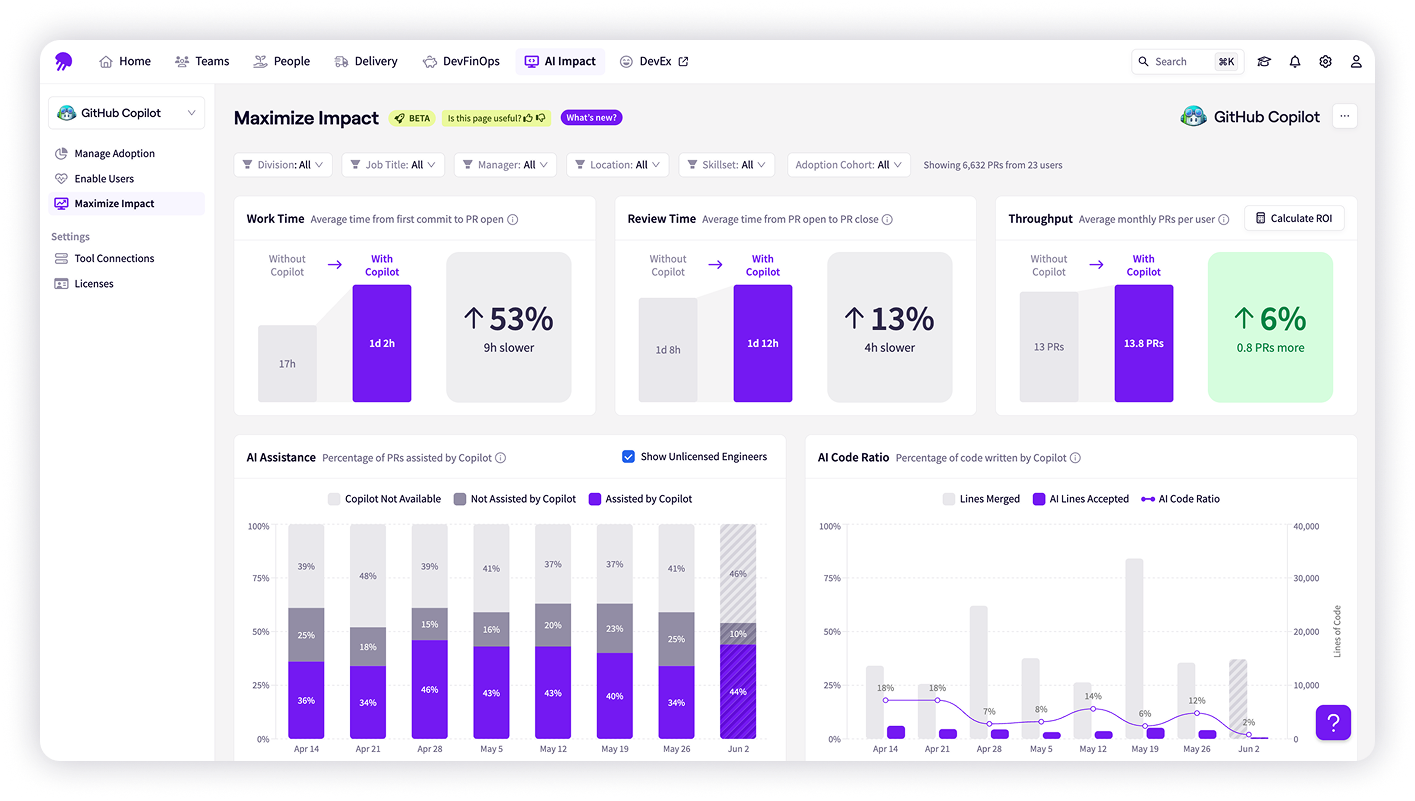 Home
Teams
People
Delivery
DevFinOps
AI Impact
DevEx
Search
⌘K
GitHub Copilot
Manage Adoption
Enable Users
Maximize Impact
Settings
Tool Connections
Licenses
Maximize Impact
BETA
Is this page useful?
What's new?
GitHub Copilot
...
Division: All
Job Title: All
Manager: All
Location: All
Skillset: All
Adoption Cohort: All
Showing 6,632 PRs from 23 users
Work Time Average time from first commit to PR open
Without
Copilot
→
With
Copilot
17h
1d 2h
↑ 53%
9h slower
Review Time Average time from PR open to PR close
Without
Copilot
→
With
Copilot
1d 8h
1d 12h
↑ 13%
4h slower
Throughput Average monthly PRs per user
Calculate ROI
Without
Copilot
→
With
Copilot
13 PRs
13.8 PRs
↑ 6%
0.8 PRs more
AI Assistance Percentage of PRs assisted by Copilot
Show Unlicensed Engineers
Copilot Not Available
Not Assisted by Copilot
Assisted by Copilot
100%
75%
50%
25%
0%
39%
48%
39%
41%
37%
37%
41%
46%
25%
18%
15%
16%
20%
23%
25%
10%
36%
34%
46%
43%
43%
40%
34%
44%
Apr 14
Apr 21
Apr 28
May 5
May 12
May 19
May 26
Jun 2
AI Code Ratio Percentage of code written by Copilot
Lines Merged
AI Lines Accepted
AI Code Ratio
100%
75%
50%
25%
0%
18%
18%
7%
8%
14%
6%
12%
2%
40,000
30,000
20,000
10,000
0
Lines of Code
Apr 14
Apr 21
Apr 28
May 5
May 12
May 19
May 26
Jun 2
?